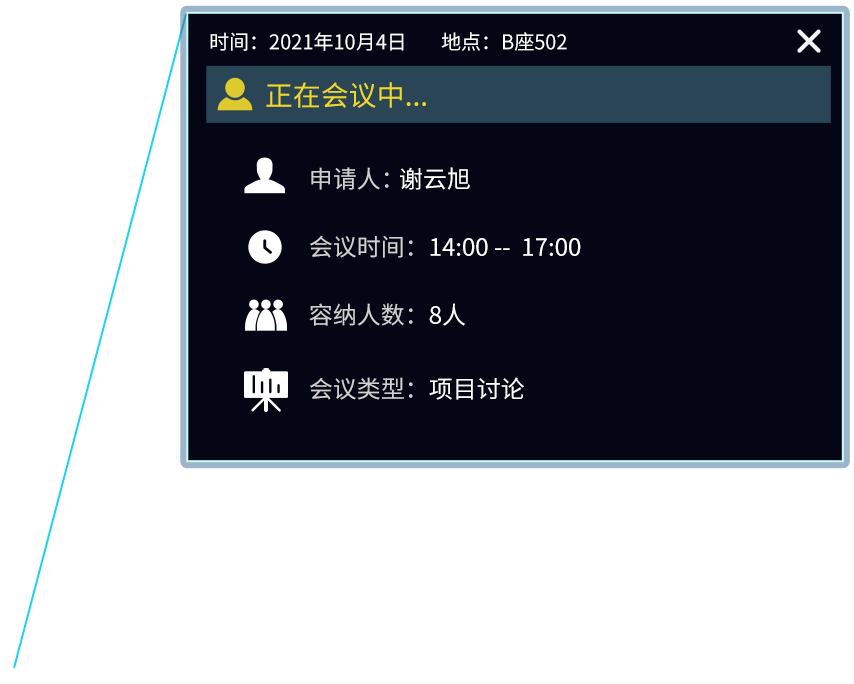 时间：2021年10月4日 地点：B座502
正在会议中...
申请人：谢云旭
会议时间：14:00 -- 17:00
容纳人数：8人
会议类型：项目讨论